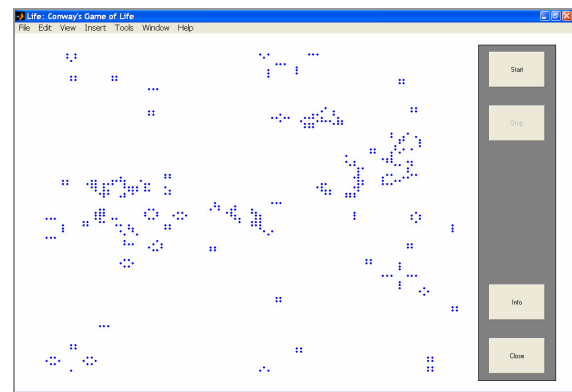 Life: Conway's Game of Life
File Edit View Insert Tools Window Help
Start
Stop
Info
Close